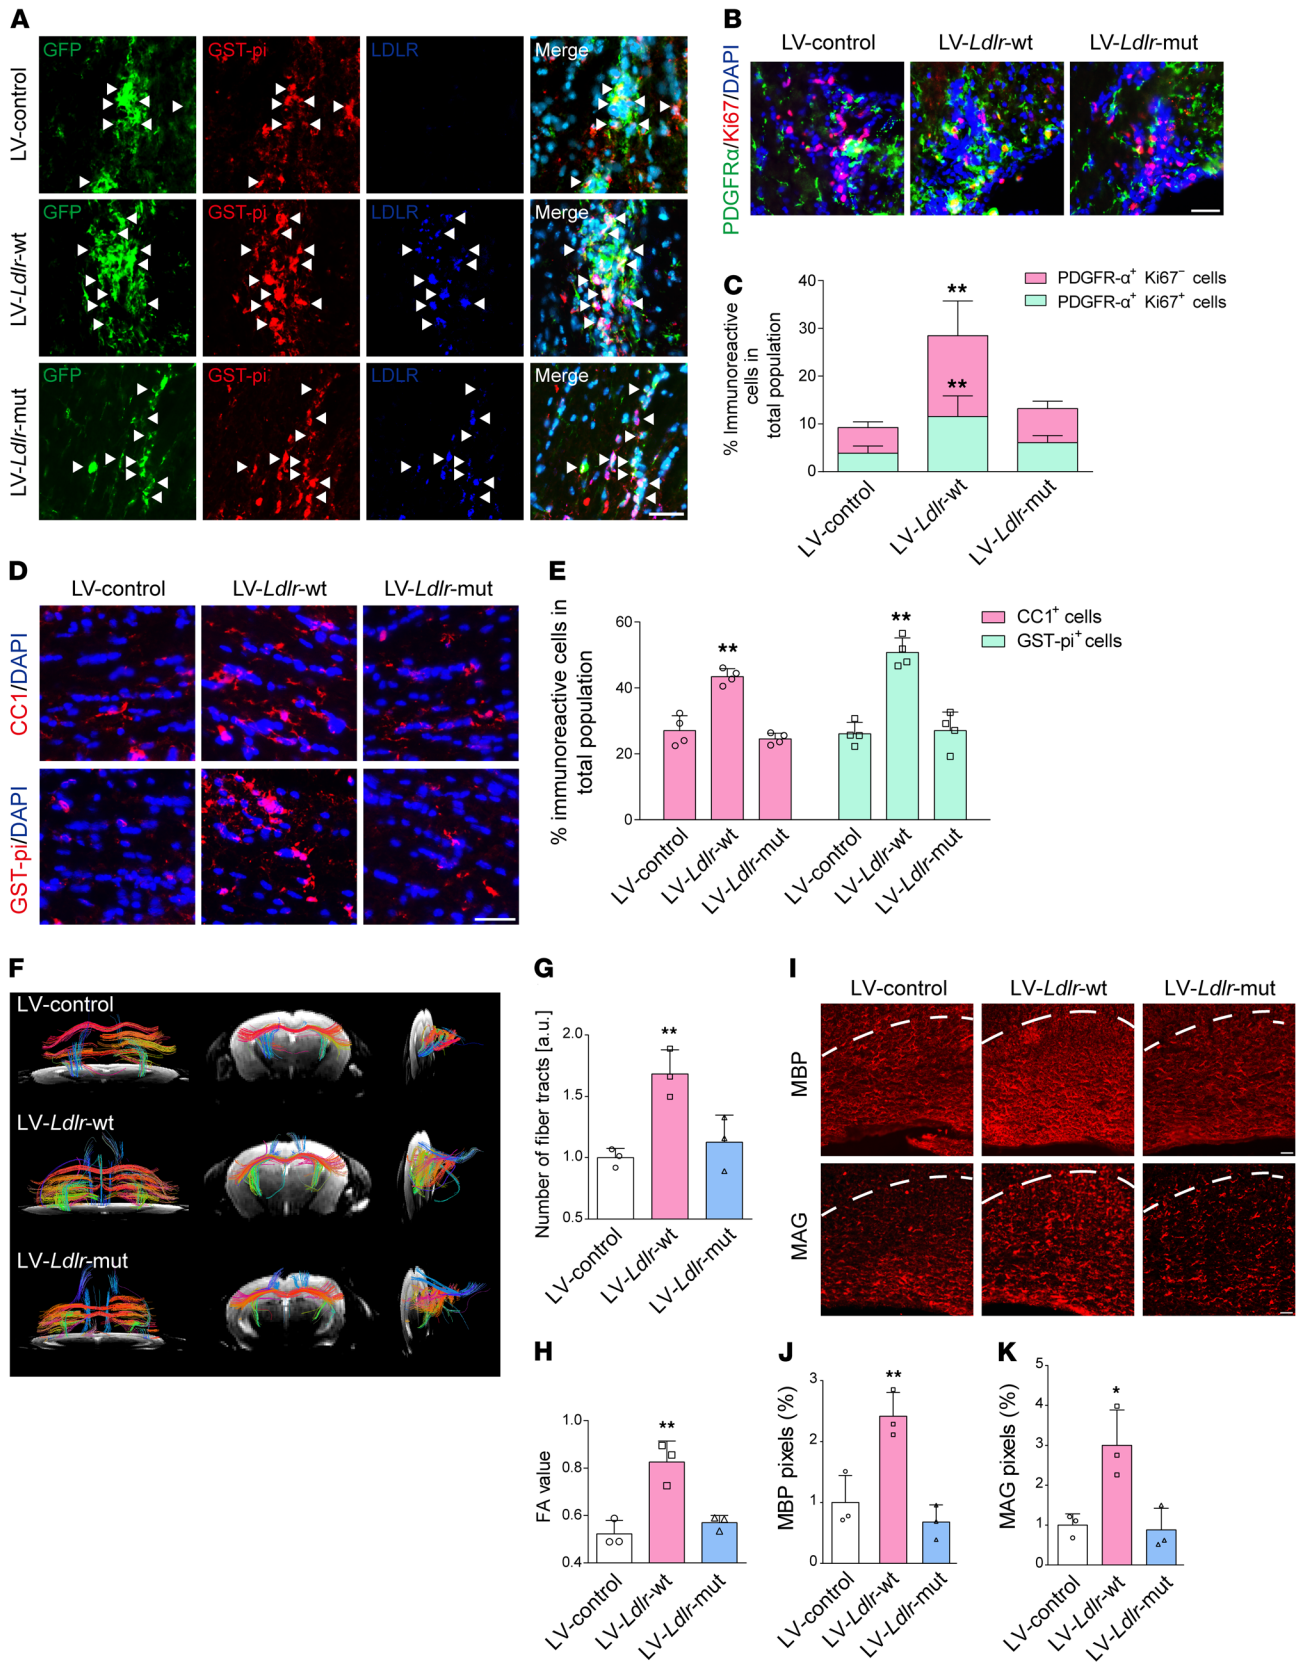 A
GFP
GST-pi
LDLR
Merge
LV-control
GFP
GST-pi
LDLR
Merge
LV-Ldlr-wt
GFP
GST-pi
LDLR
Merge
LV-Ldlr-mut
B
LV-control
LV-Ldlr-wt
LV-Ldlr-mut
PDGFRα/Ki67/DAPI
C
PDGFR-α⁺ Ki67⁻ cells
PDGFR-α⁺ Ki67⁺ cells
% Immunoreactive
cells in
total population
40
30
20
10
0
**
**
LV-control
LV-Ldlr-wt
LV-Ldlr-mut
D
LV-control
LV-Ldlr-wt
LV-Ldlr-mut
CC1/DAPI
GST-pi/DAPI
E
CC1⁺ cells
GST-pi⁺ cells
% immunoreactive cells in
total population
60
40
20
0
**
**
LV-control
LV-Ldlr-wt
LV-Ldlr-mut
LV-control
LV-Ldlr-wt
LV-Ldlr-mut
F
LV-control
LV-Ldlr-wt
LV-Ldlr-mut
G
Number of fiber tracts [a.u.]
2.0
1.5
1.0
0.5
**
LV-control
LV-Ldlr-wt
LV-Ldlr-mut
I
LV-control
LV-Ldlr-wt
LV-Ldlr-mut
MBP
MAG
H
FA value
1.0
0.8
0.6
0.4
**
LV-control
LV-Ldlr-wt
LV-Ldlr-mut
J
MBP pixels (%)
3
2
1
0
**
LV-control
LV-Ldlr-wt
LV-Ldlr-mut
K
MAG pixels (%)
5
4
3
2
1
0
*
LV-control
LV-Ldlr-wt
LV-Ldlr-mut